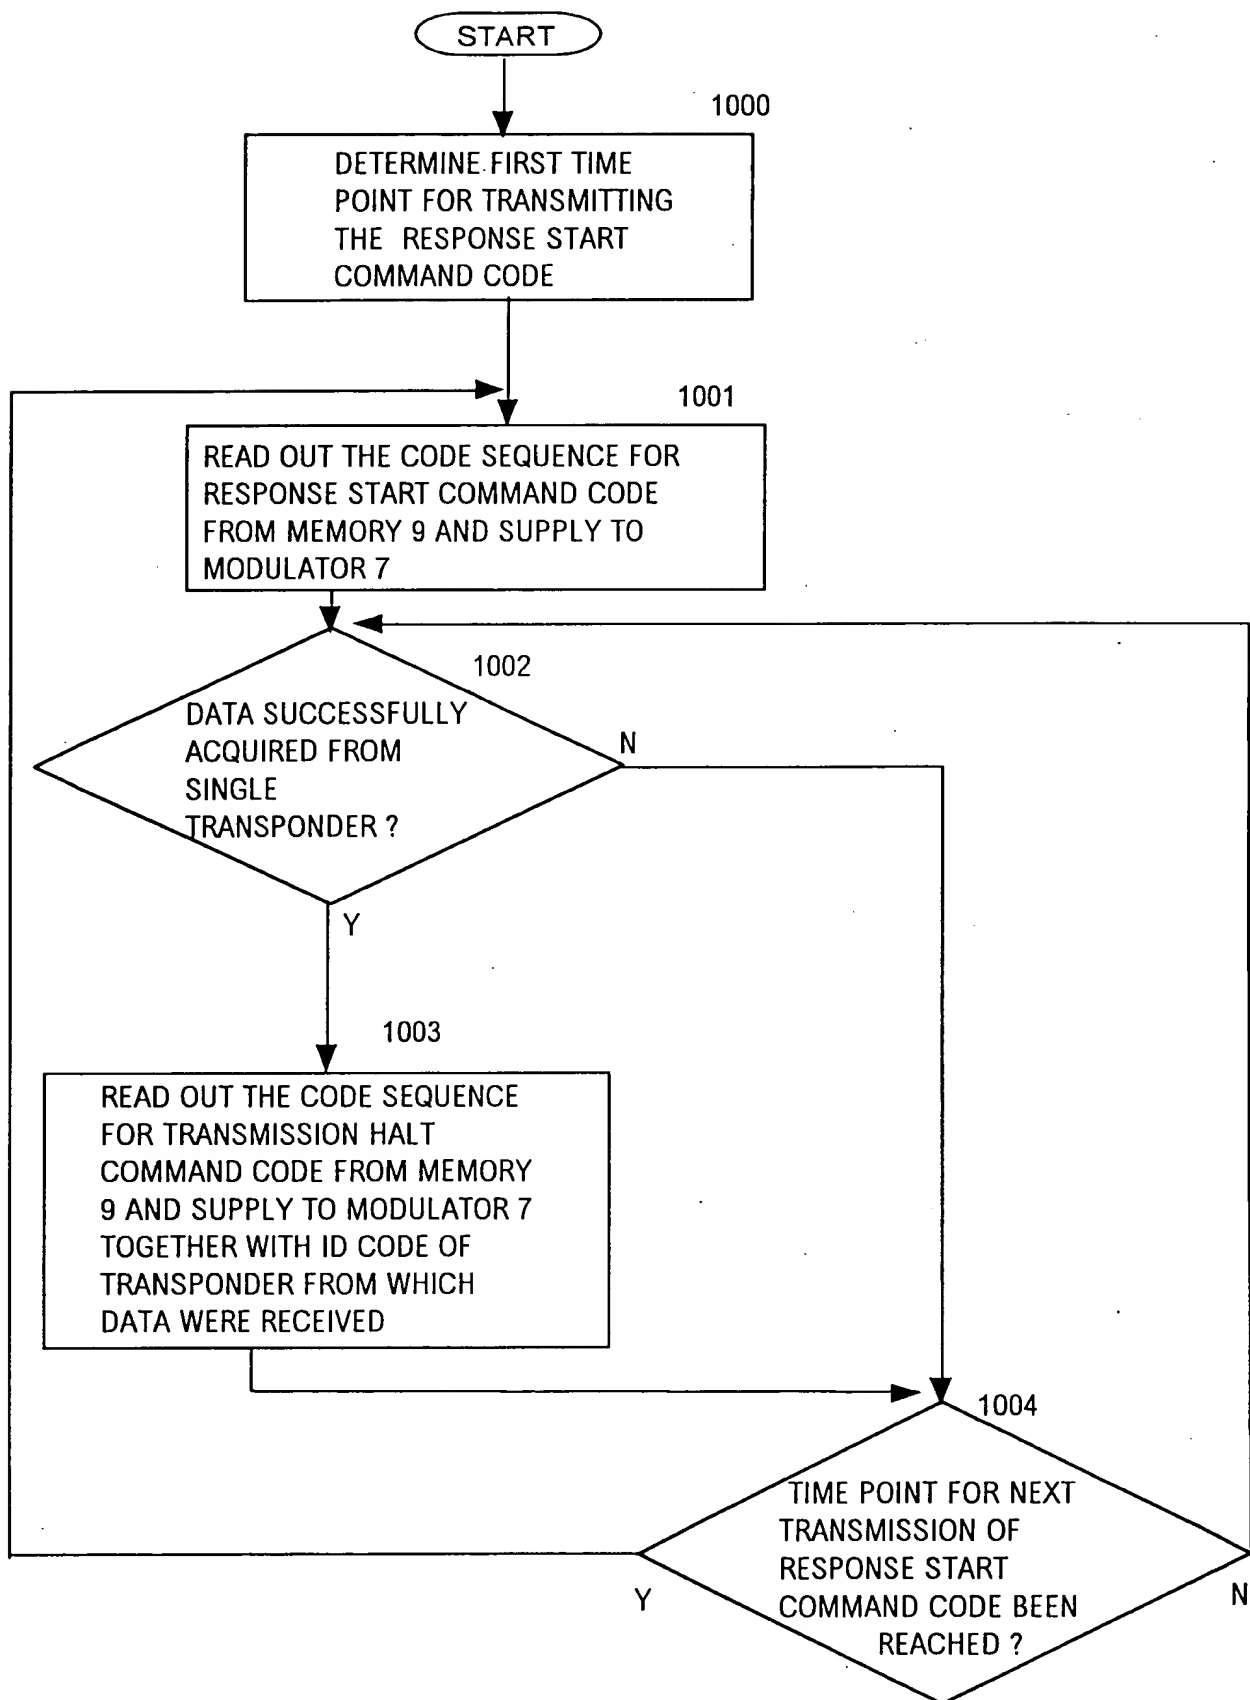 START
1000
DETERMINE FIRST TIME
POINT FOR TRANSMITTING
THE RESPONSE START
COMMAND CODE
1001
READ OUT THE CODE SEQUENCE FOR
RESPONSE START COMMAND CODE
FROM MEMORY 9 AND SUPPLY TO
MODULATOR 7
1002
DATA SUCCESSFULLY
ACQUIRED FROM
SINGLE
TRANSPONDER ?
N
Y
1003
READ OUT THE CODE SEQUENCE
FOR TRANSMISSION HALT
COMMAND CODE FROM MEMORY
9 AND SUPPLY TO MODULATOR 7
TOGETHER WITH ID CODE OF
TRANSPONDER FROM WHICH
DATA WERE RECEIVED
1004
TIME POINT FOR NEXT
TRANSMISSION OF
RESPONSE START
COMMAND CODE BEEN
REACHED ?
Y
N